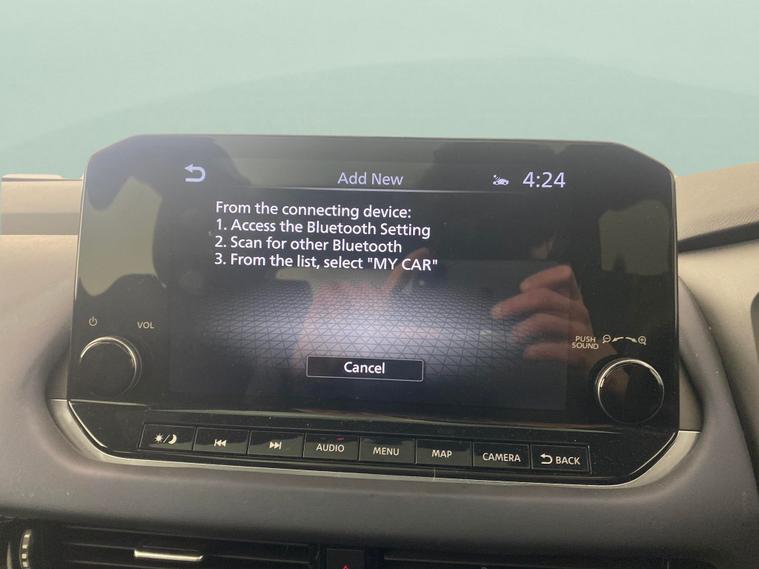 Add New
4:24
From the connecting device:
1. Access the Bluetooth Setting
2. Scan for other Bluetooth
3. From the list, select "MY CAR"
VOL
PUSH
SOUND
Cancel
AUDIO
MENU
MAP
CAMERA
BACK